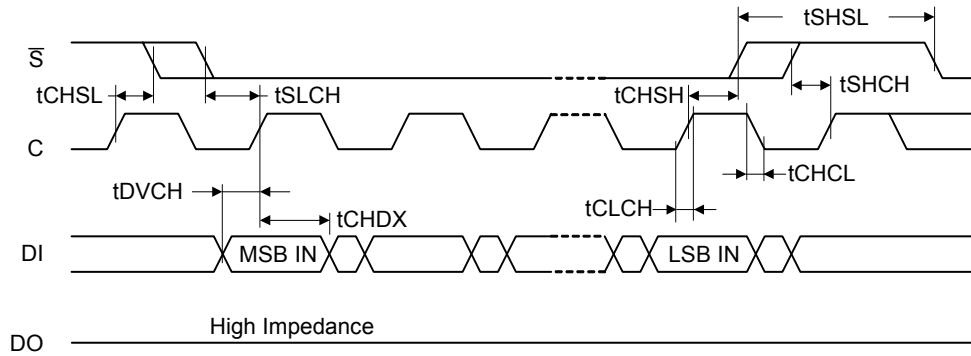 tSHSL
S̅
tCHSL
tSLCH
tCHSH
tSHCH
C
tDVCH
tCHDX
tCLCH
tCHCL
DI
MSB IN
LSB IN
High Impedance
DO